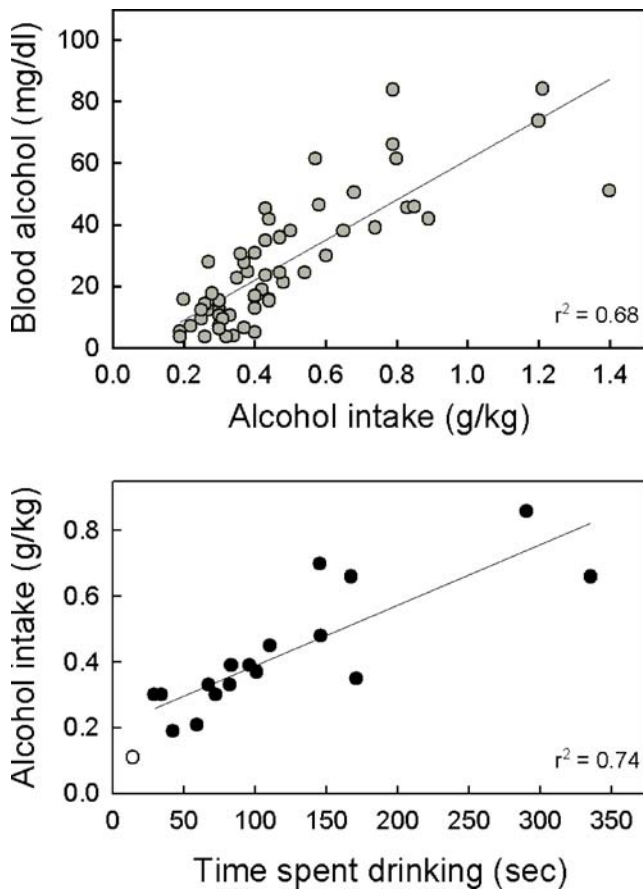 100
80
60
40
20
0
Blood alcohol (mg/dl)
r² = 0.68
0.2 0.4 0.6 0.8 1.0 1.2 1.4
Alcohol intake (g/kg)
0.8
0.6
0.4
0.2
0.0
Alcohol intake (g/kg)
r² = 0.74
0 50 100 150 200 250 300 350
Time spent drinking (sec)